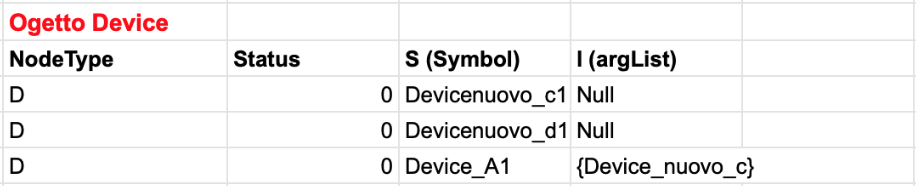 Ogetto Device
NodeType Status S (Symbol) I (argList)
D 0 Devicenuovo_c1 Null
D 0 Devicenuovo_d1 Null
D 0 Device_A1 {Device_nuovo_c}